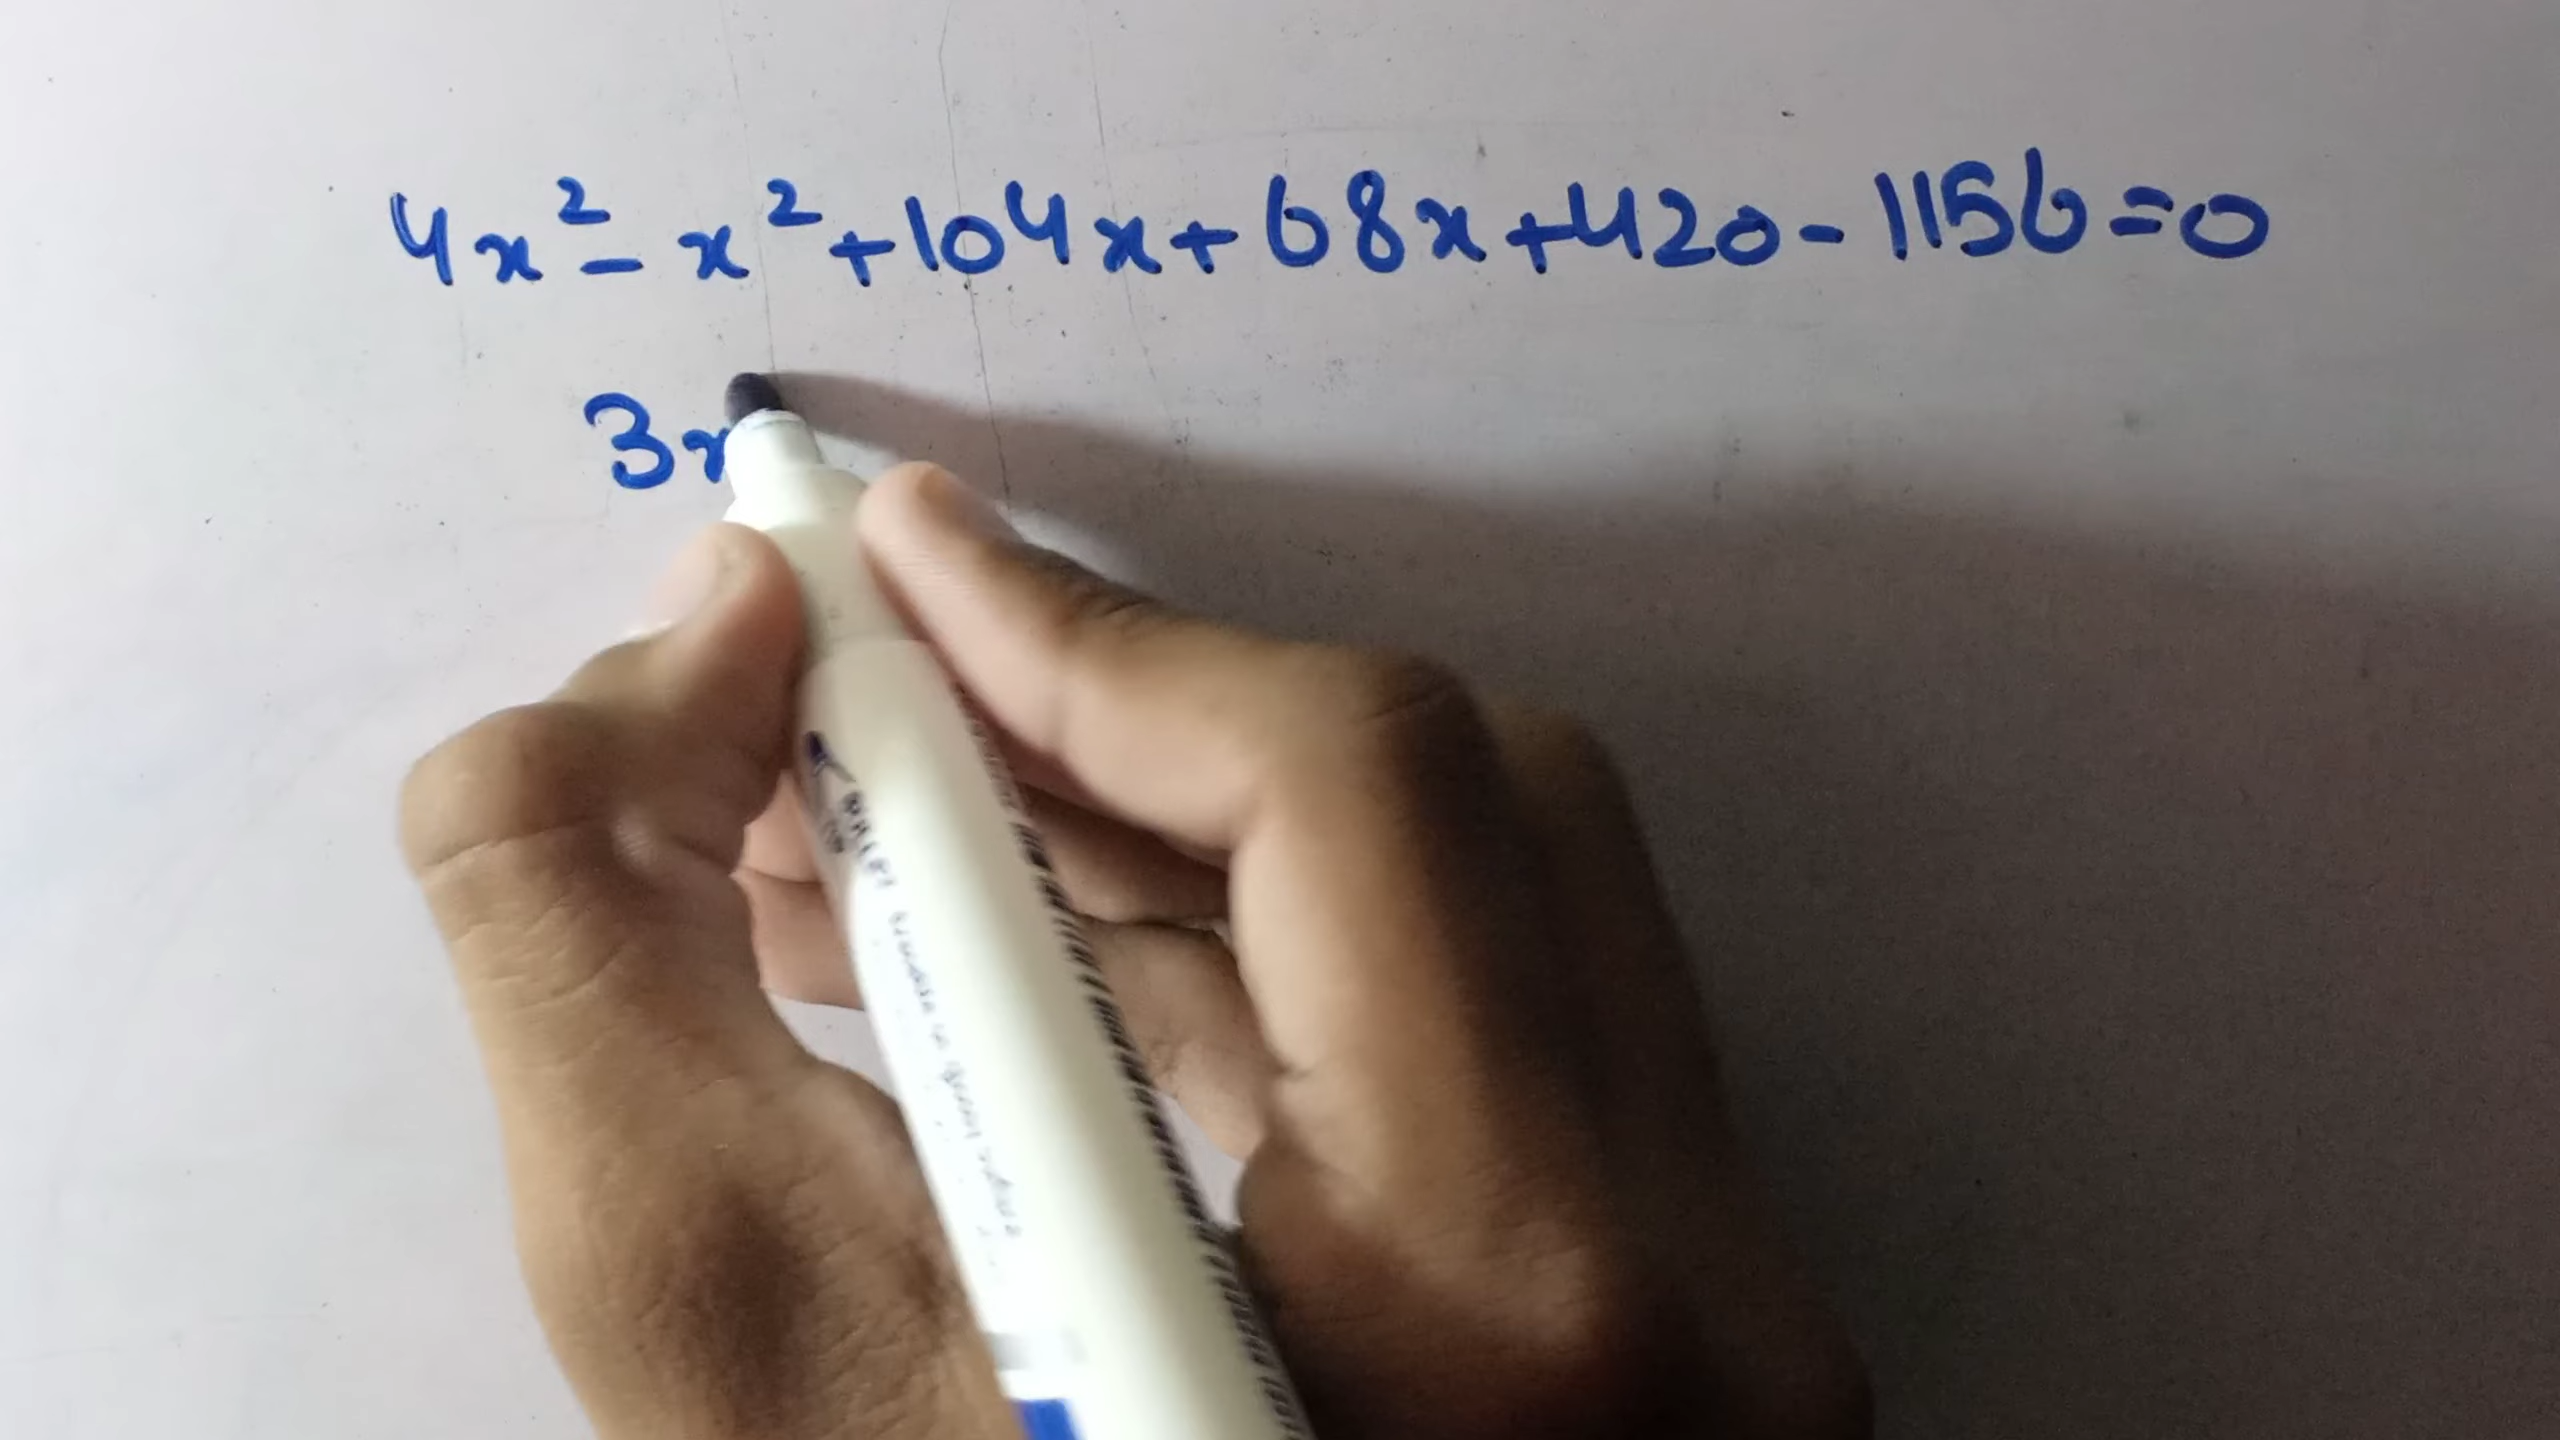 4x² - x² + 104x + 68x + 420 - 1156 = 0
3x